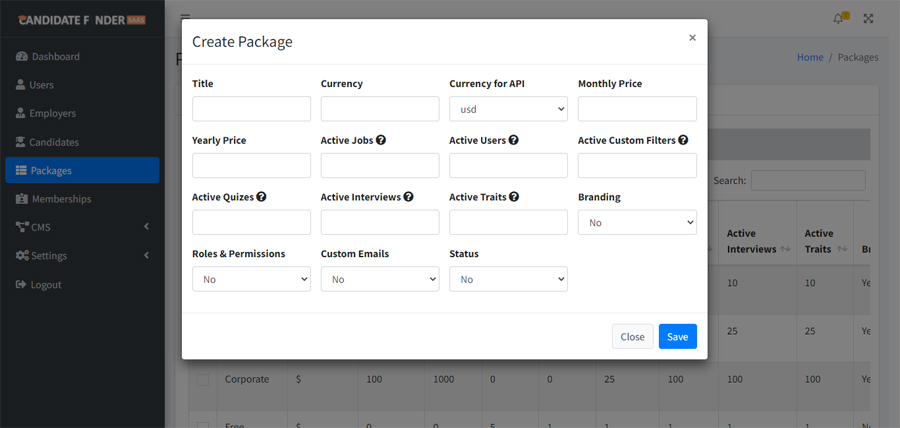 CANDIDATE F NDER SAAS
Create Package ×
Home / Packages
Dashboard
Users
Employers
Candidates
Packages
Memberships
CMS
Settings
Logout
Title Currency Currency for API Monthly Price
usd
Yearly Price Active Jobs ? Active Users ? Active Custom Filters ?
Search:
Active Quizes ? Active Interviews ? Active Traits ? Branding
No
Roles & Permissions Custom Emails Status
No No No
Close Save
Active Interviews Active Traits
10 10 Ye
25 25 Ye
Corporate $ 100 1000 0 0 25 100 100 100 Ye
Free $